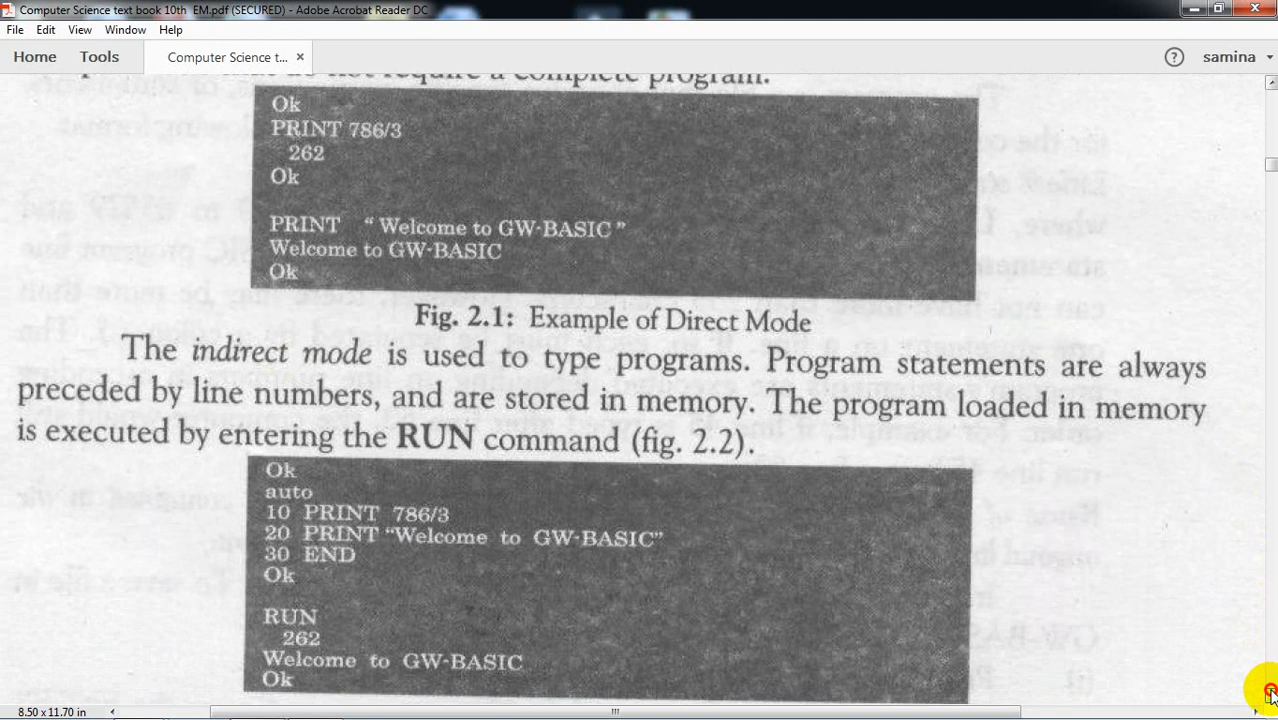 Computer Science text book 10th EM.pdf (SECURED) - Adobe Acrobat Reader DC
File Edit View Window Help
Home Tools Computer Science t... × ? samina
require a complete program.
Ok
PRINT 786/3
262
Ok
PRINT “ Welcome to GW-BASIC ”
Welcome to GW-BASIC
Ok
Fig. 2.1: Example of Direct Mode
The indirect mode is used to type programs. Program statements are always
preceded by line numbers, and are stored in memory. The program loaded in memory
is executed by entering the RUN command (fig. 2.2).
Ok
auto
10 PRINT 786/3
20 PRINT “Welcome to GW-BASIC”
30 END
Ok
RUN
262
Welcome to GW-BASIC
Ok
8.50 x 11.70 in